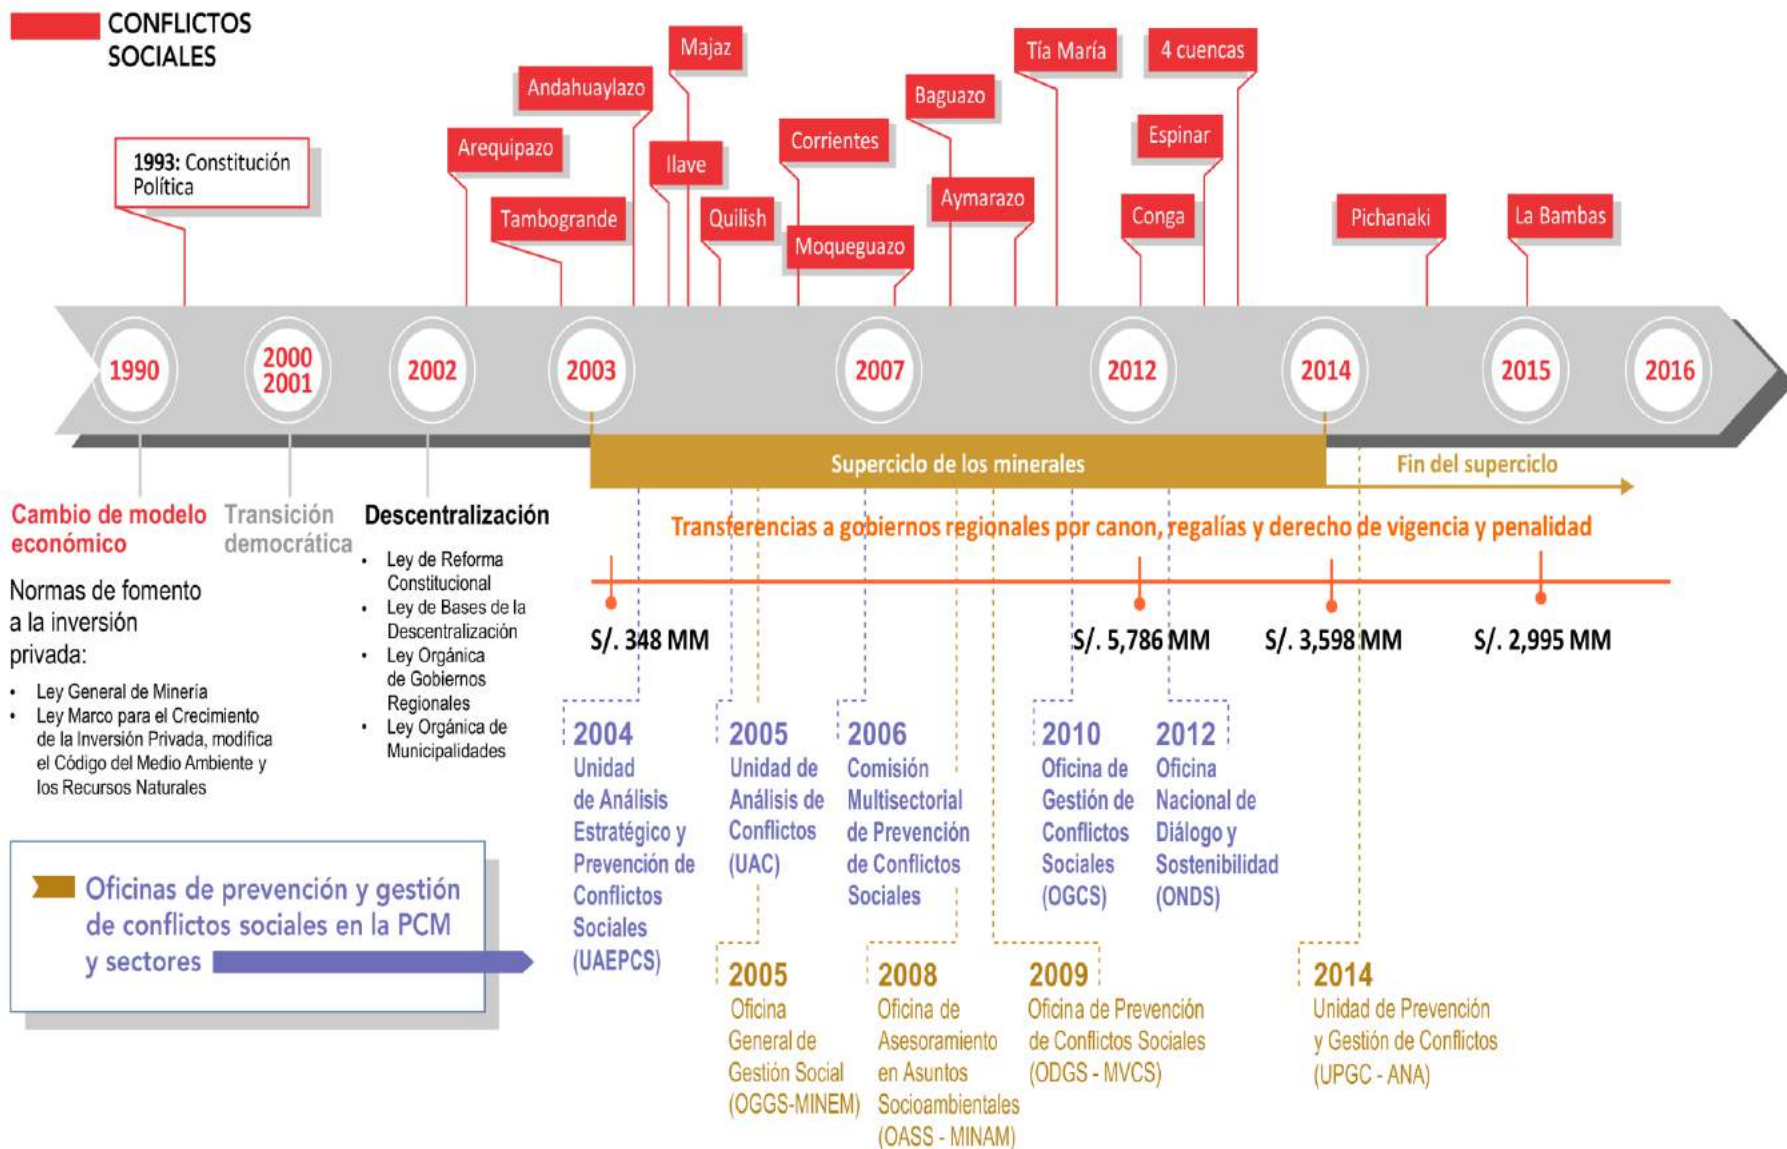 CONFLICTOS
SOCIALES
1993: Constitución
Política
Arequipazo
Tambogrande
Andahuaylazo
Ilave
Majaz
Quilish
Corrientes
Moqueguazo
Baguazo
Aymarazo
Tía María
Conga
Espinar
4 cuencas
Pichanaki
La Bambas
1990
2000
2001
2002
2003
2007
2012
2014
2015
2016
Superciclo de los minerales
Fin del superciclo
Cambio de modelo
económico
Normas de fomento
a la inversión
privada:
• Ley General de Minería
• Ley Marco para el Crecimiento
de la Inversión Privada, modifica
el Código del Medio Ambiente y
los Recursos Naturales
Transición
democrática
Descentralización
• Ley de Reforma
Constitucional
• Ley de Bases de la
Descentralización
• Ley Orgánica
de Gobiernos
Regionales
• Ley Orgánica de
Municipalidades
Transferencias a gobiernos regionales por canon, regalías y derecho de vigencia y penalidad
S/. 348 MM
S/. 5,786 MM
S/. 3,598 MM
S/. 2,995 MM
2004
Unidad
de Análisis
Estratégico y
Prevención de
Conflictos
Sociales
(UAEPCS)
2005
Unidad de
Análisis de
Conflictos
(UAC)
2006
Comisión
Multisectorial
de Prevención
de Conflictos
Sociales
2010
Oficina de
Gestión de
Conflictos
Sociales
(OGCS)
2012
Oficina
Nacional de
Diálogo y
Sostenibilidad
(ONDS)
Oficinas de prevención y gestión
de conflictos sociales en la PCM
y sectores
2005
Oficina
General de
Gestión Social
(OGGS-MINEM)
2008
Oficina de
Asesoramiento
en Asuntos
Socioambientales
(OASS - MINAM)
2009
Oficina de Prevención
de Conflictos Sociales
(ODGS - MVCS)
2014
Unidad de Prevención
y Gestión de Conflictos
(UPGC - ANA)